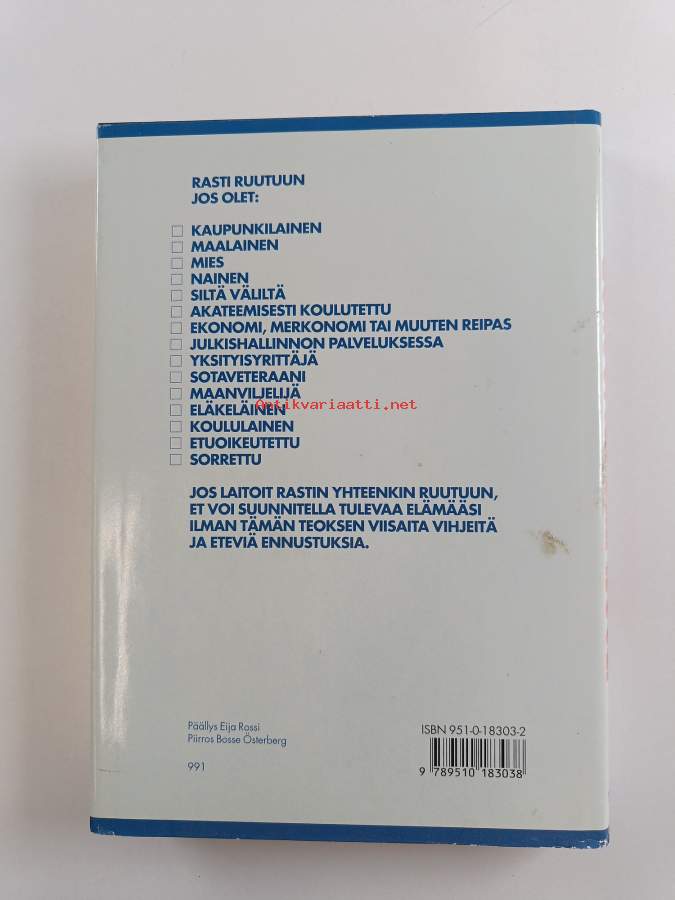 RASTI RUUTUUN
JOS OLET:
KAUPUNKILAINEN
MAALAINEN
MIES
NAINEN
SILTÄ VÄLILTÄ
AKATEEMISESTI KOULUTETTU
EKONOMI, MERKONOMI TAI MUUTEN REIPAS
JULKISHALLINNON PALVELUKSESSA
YKSITYISYRITTÄJÄ
SOTAVETERAANI
MAANVILJELIJÄ
Antikvariaatti.net
ELÄKELÄINEN
KOULULAINEN
ETUOIKEUTETTU
SORRETTU
JOS LAITOIT RASTIN YHTEENKIN RUUTUUN,
ET VOI SUUNNITELLA TULEVAA ELÄMÄÄSI
ILMAN TÄMÄN TEOKSEN VIISAITA VIHJEITÄ
JA ETEVIÄ ENNUSTUKSIA.
Päällys Eija Rossi
Piirros Bosse Österberg
991
ISBN 951-0-18303-2
9 789510 183038